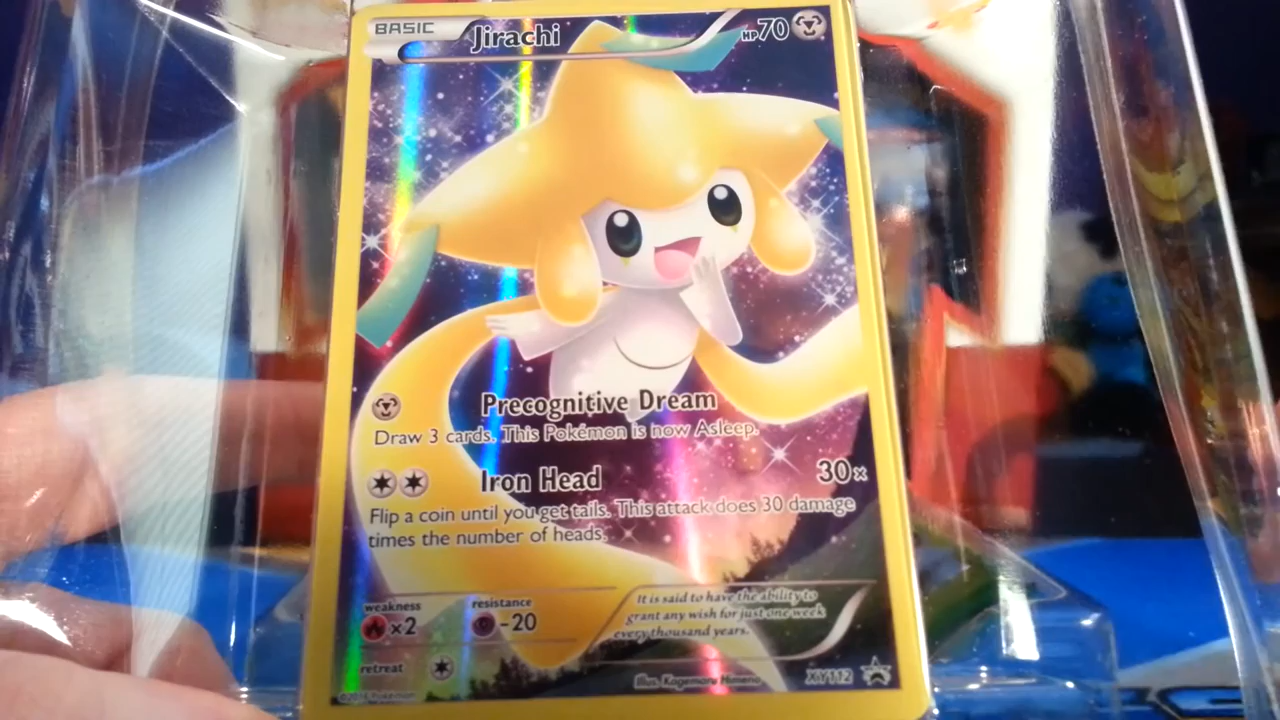 BASIC Jirachi HP70
Precognitive Dream
Draw 3 cards. This Pokémon is now Asleep.
Iron Head 30x
Flip a coin until you get tails. This attack does 30 damage
times the number of heads.
weakness resistance
×2 -20
It is said to have the ability to
grant any wish for just one week
every thousand years.
retreat
©2016 Pokémon Illus. Kagemaru Himeno XY112